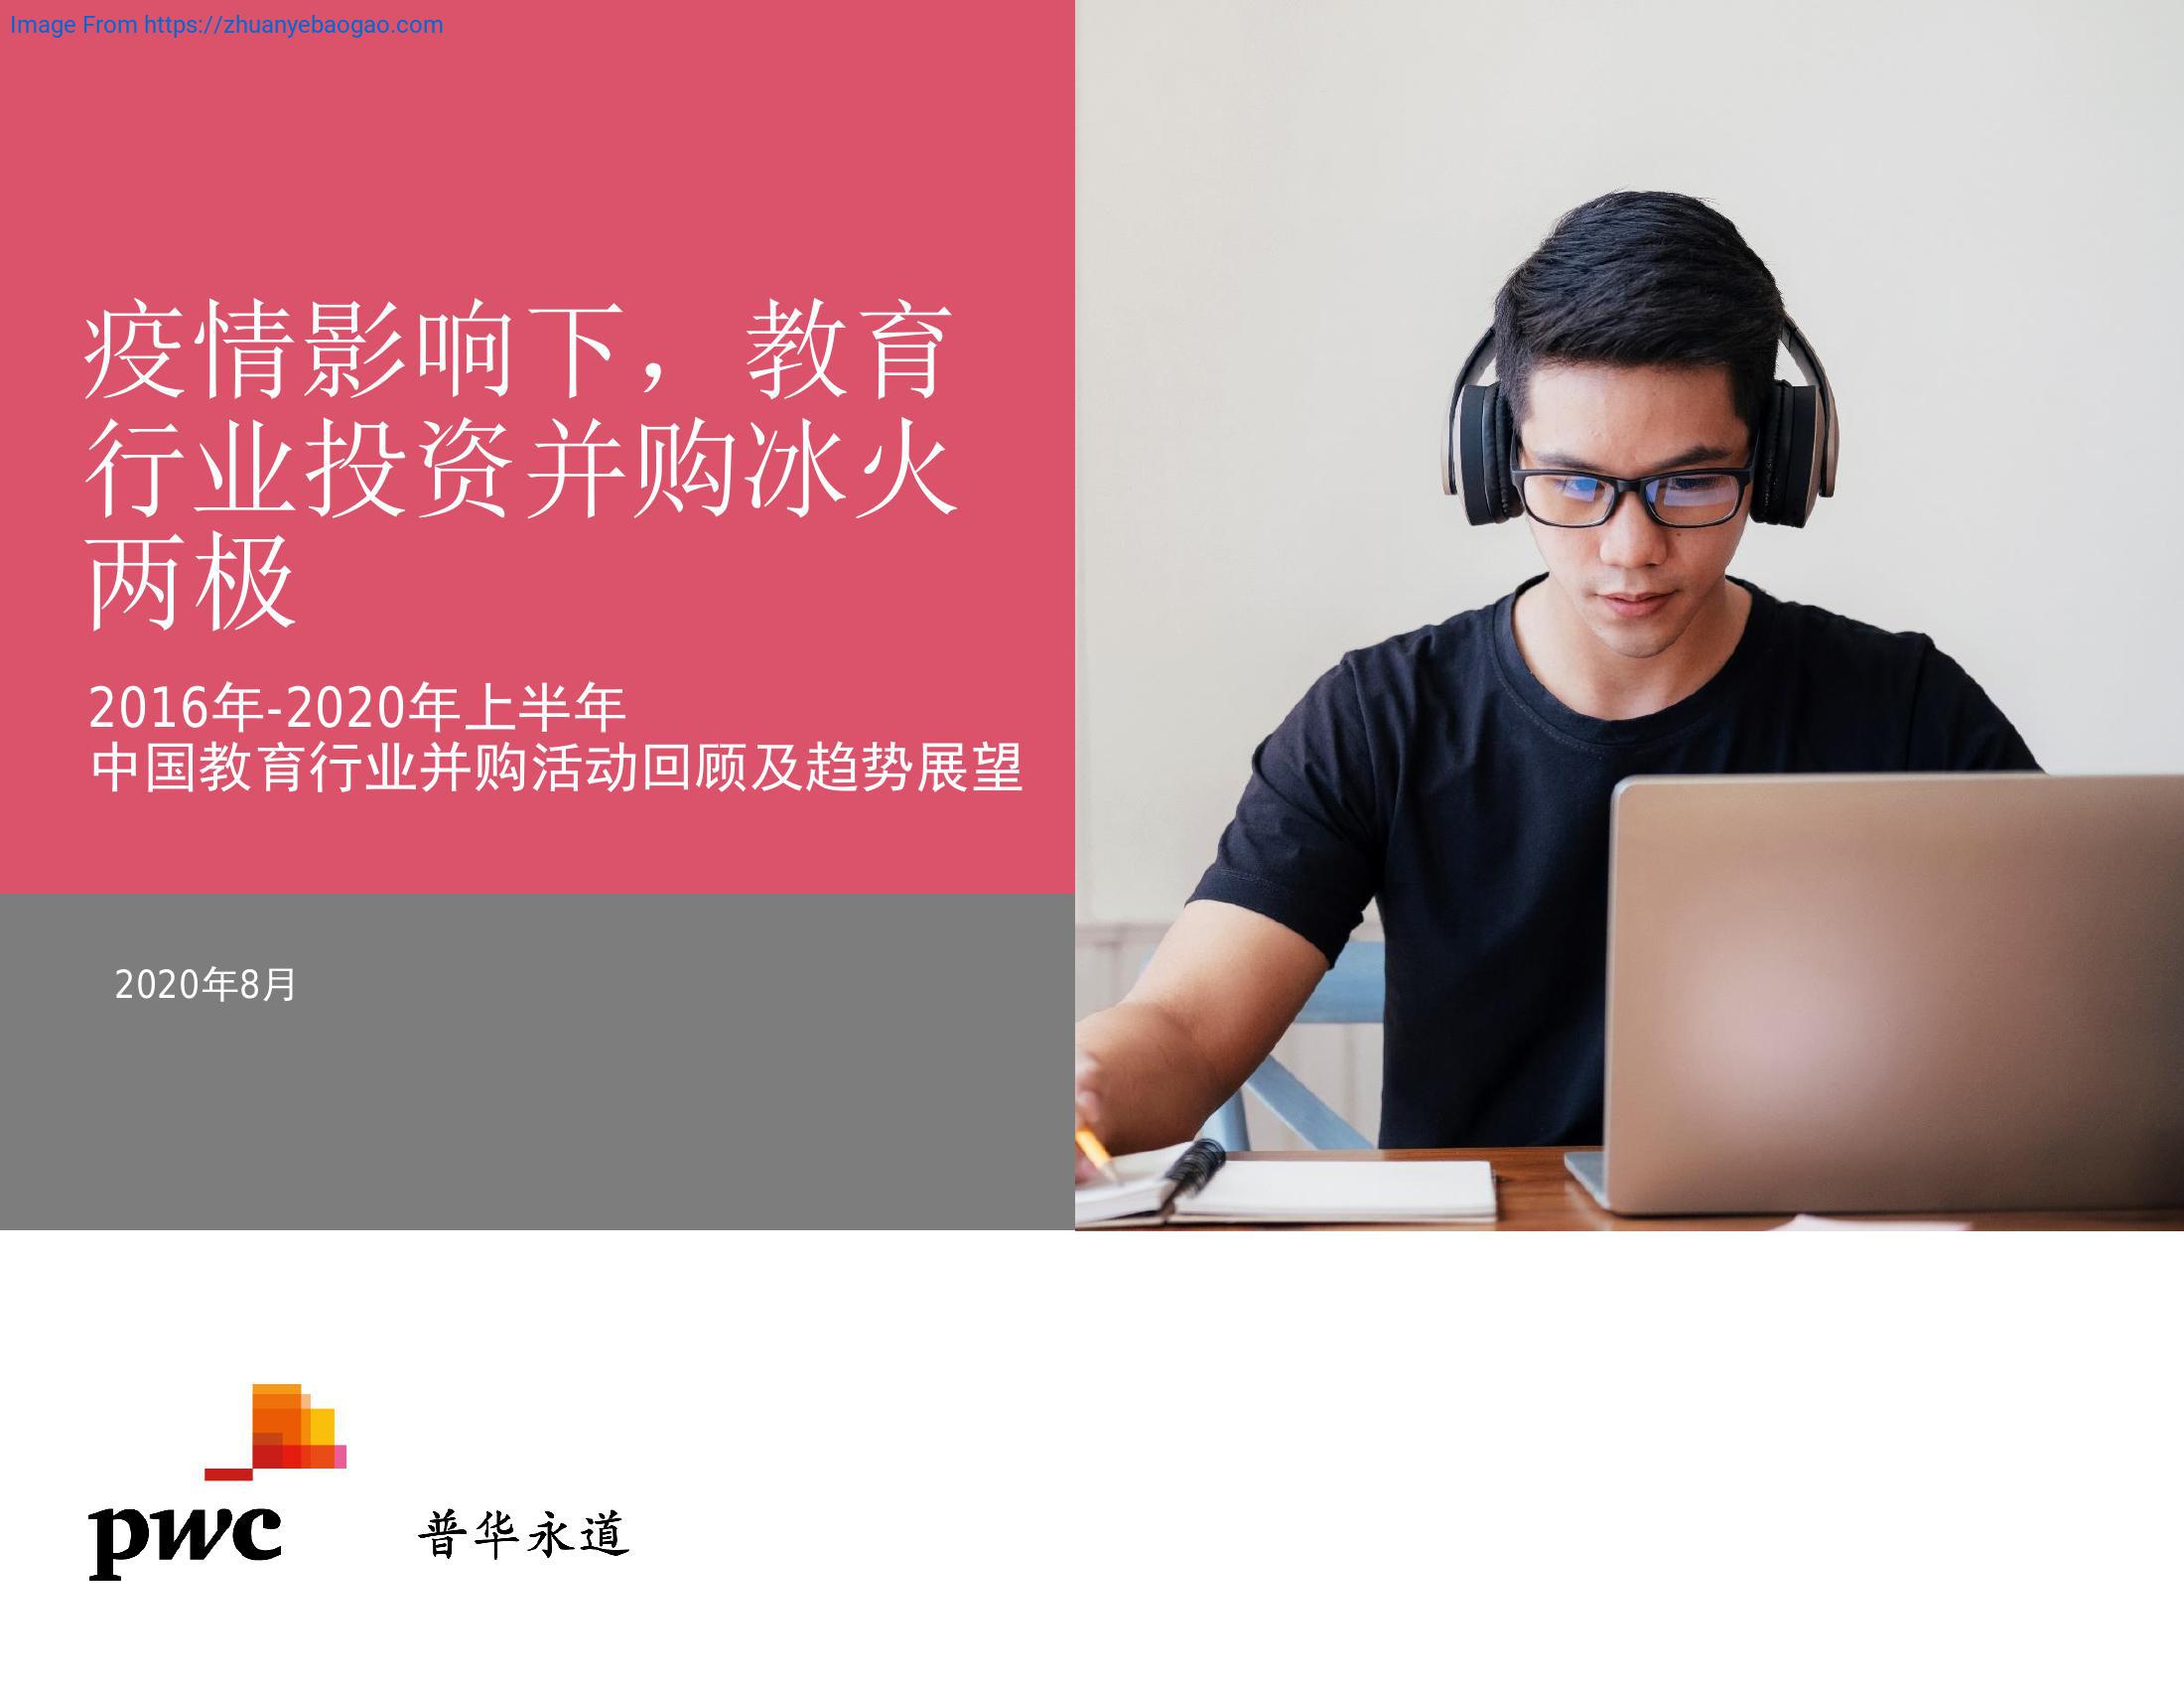 Image From https://zhuanyebaogao.com
疫情影响下，教育
行业投资并购冰火
两极
2016年-2020年上半年
中国教育行业并购活动回顾及趋势展望
2020年8月
pwc 普华永道